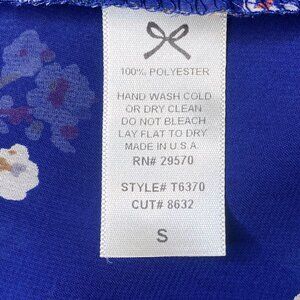 100% POLYESTER
HAND WASH COLD
OR DRY CLEAN
DO NOT BLEACH
LAY FLAT TO DRY
MADE IN U.S.A.
RN# 29570
STYLE# T6370
CUT# 8632
S